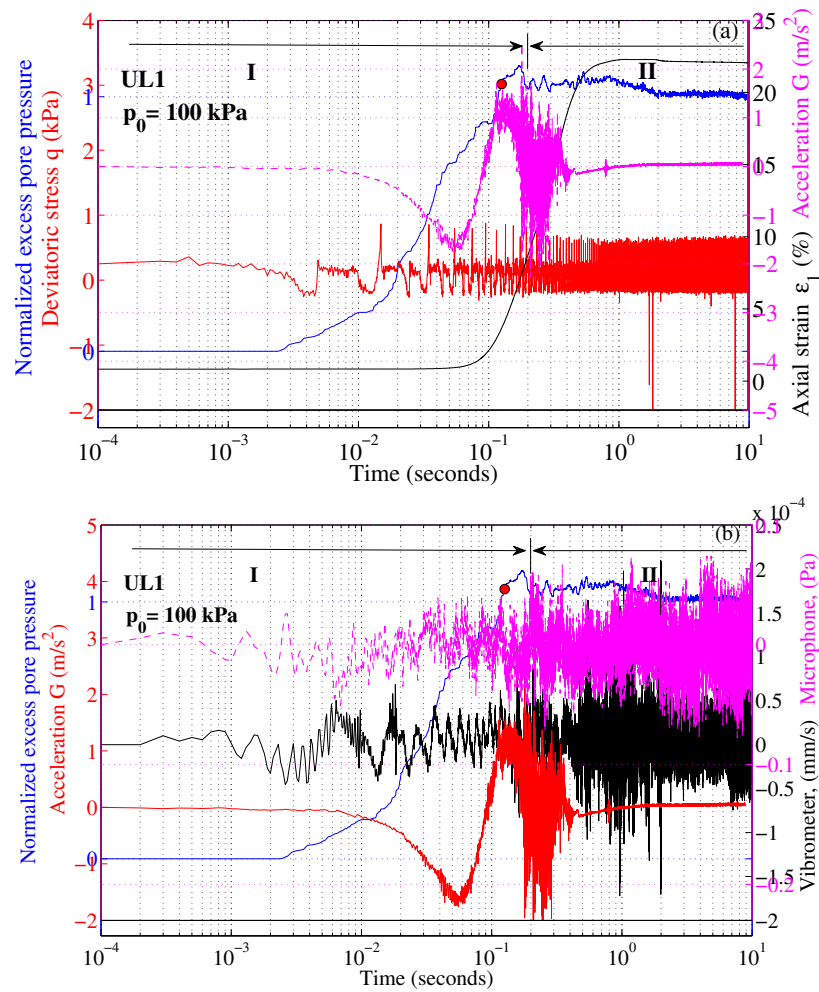 (a)
I
II
UL1
p0= 100 kPa
Normalized excess pore pressure
Deviatoric stress q (kPa)
4
3
2
1
0
−1
−2
1
0
3
2
1
0
−1
−2
−3
−4
−5
25
20
15
10
5
0
Acceleration G (m/s2)
Axial strain ε1 (%)
10−4
10−3
10−2
10−1
100
101
Time (seconds)
x 10−4
(b)
I
II
UL1
p0= 100 kPa
Normalized excess pore pressure
Acceleration G (m/s2)
5
4
3
2
1
0
−1
−2
1
0
0.1
0
−0.1
−0.2
2
1.5
1
0.5
0
−0.5
−1
−1.5
−2
Microphone, (Pa)
Vibrometer, (mm/s)
10−4
10−3
10−2
10−1
100
101
Time (seconds)